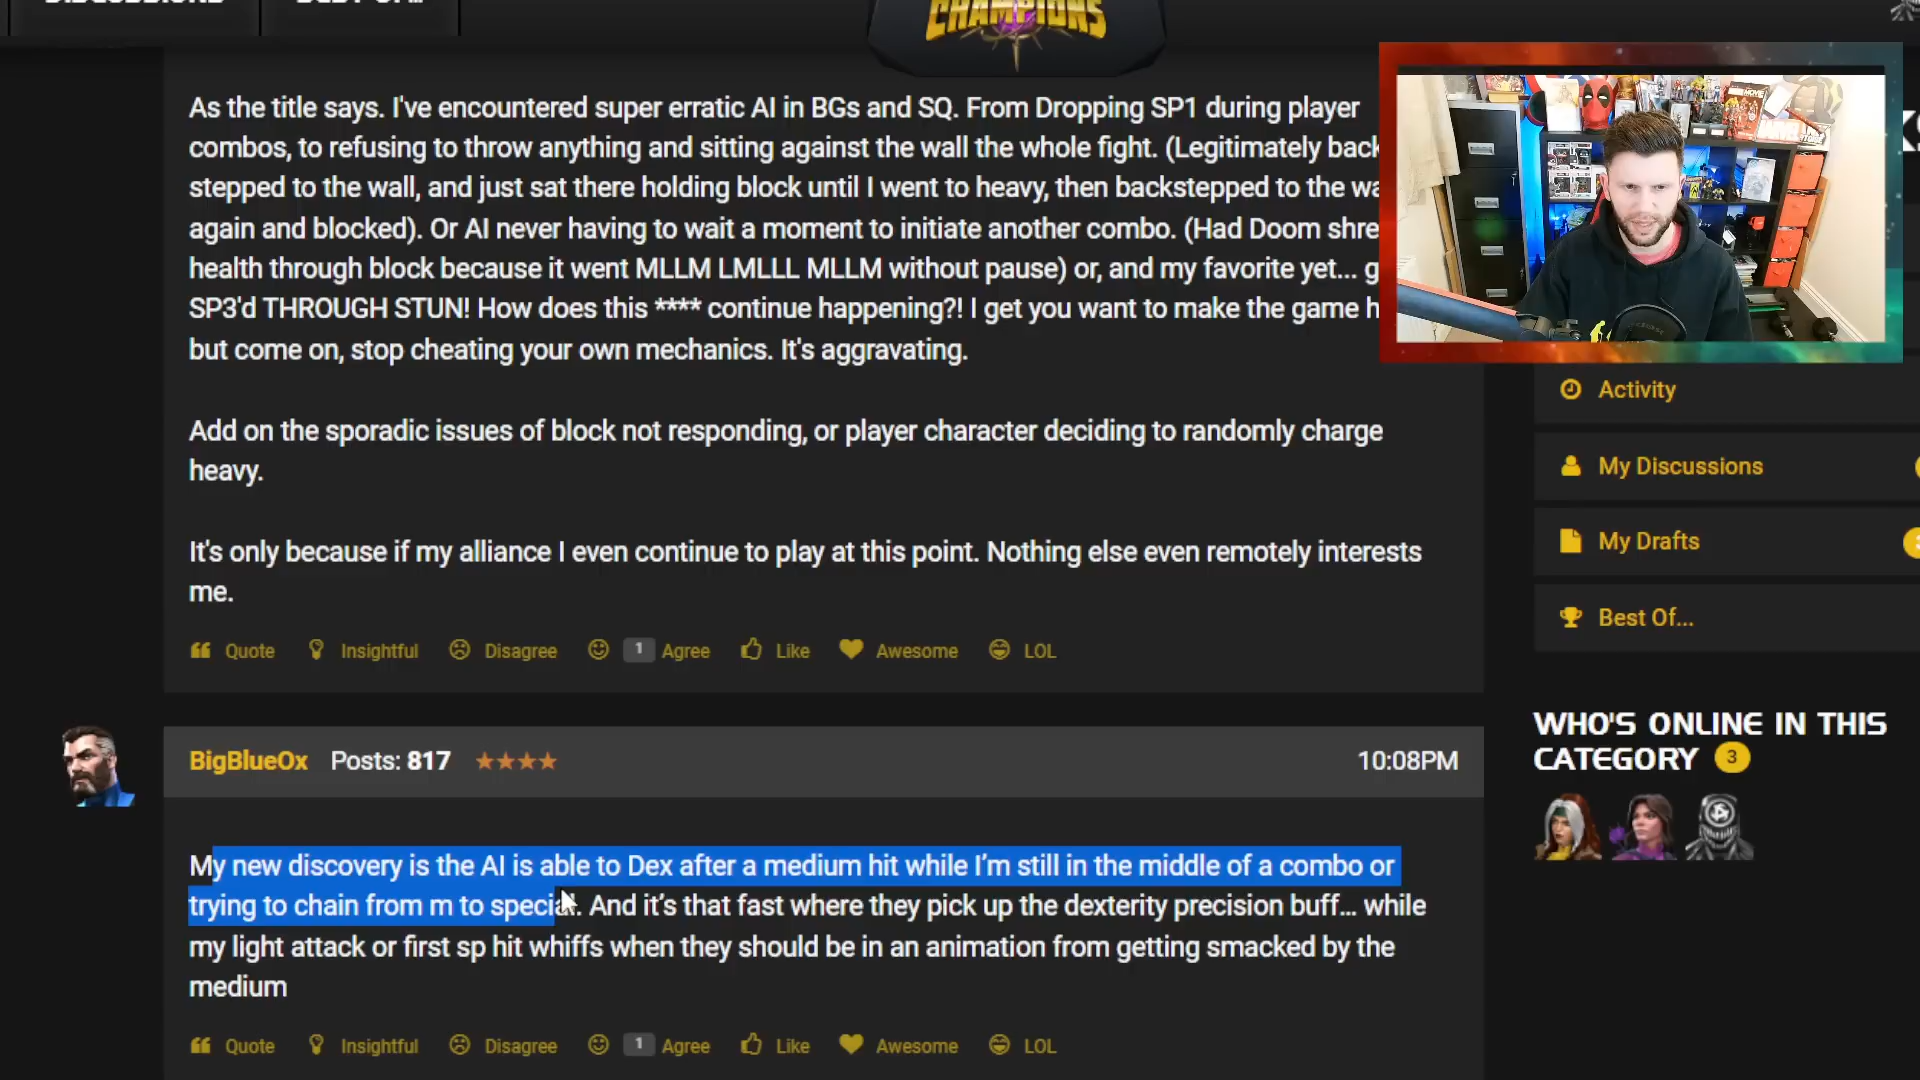 CHAMPIONS
As the title says. I've encountered super erratic AI in BGs and SQ. From Dropping SP1 during player
combos, to refusing to throw anything and sitting against the wall the whole fight. (Legitimately back
stepped to the wall, and just sat there holding block until I went to heavy, then backstepped to the wa
again and blocked). Or AI never having to wait a moment to initiate another combo. (Had Doom shre
health through block because it went MLLM LMLLL MLLM without pause) or, and my favorite yet... g
SP3'd THROUGH STUN! How does this **** continue happening?! I get you want to make the game h
but come on, stop cheating your own mechanics. It's aggravating.
Add on the sporadic issues of block not responding, or player character deciding to randomly charge
heavy.
It's only because if my alliance I even continue to play at this point. Nothing else even remotely interests
me.
Quote Insightful Disagree 1 Agree Like Awesome LOL
BigBlueOx Posts: 817 10:08PM
My new discovery is the AI is able to Dex after a medium hit while I'm still in the middle of a combo or
trying to chain from m to special. And it's that fast where they pick up the dexterity precision buff... while
my light attack or first sp hit whiffs when they should be in an animation from getting smacked by the
medium
Quote Insightful Disagree 1 Agree Like Awesome LOL
Activity
My Discussions
My Drafts
Best Of...
WHO'S ONLINE IN THIS
CATEGORY 3